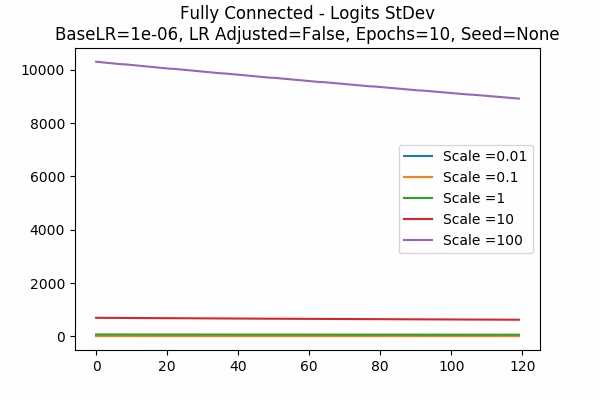 Fully Connected - Logits StDev
BaseLR=1e-06, LR Adjusted=False, Epochs=10, Seed=None
10000
8000
6000
4000
2000
0
Scale =0.01
Scale =0.1
Scale =1
Scale =10
Scale =100
0 20 40 60 80 100 120